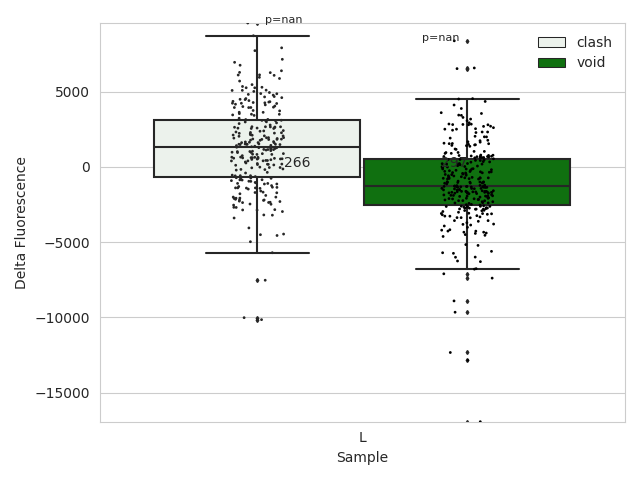 p=nan
p=nan
clash
void
5000
0
−5000
−10000
−15000
266
Delta Fluorescence
L
Sample